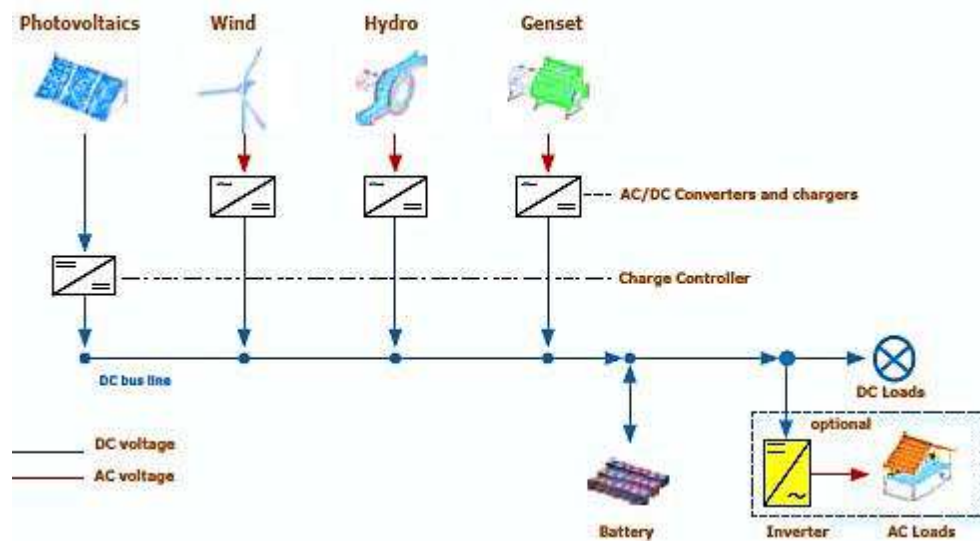 Photovoltaics
Wind
Hydro
Genset
AC/DC Converters and chargers
Charge Controller
DC bus line
DC Loads
optional
DC voltage
AC voltage
Battery
Inverter
AC Loads